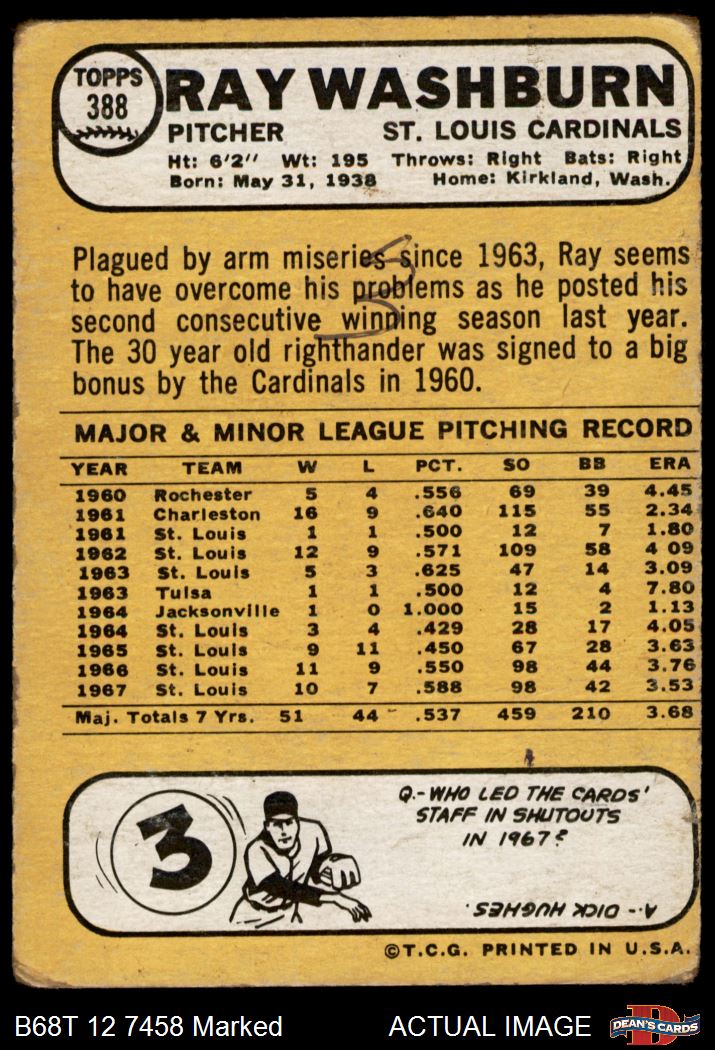 TOPPS
388
RAY WASHBURN
PITCHER ST. LOUIS CARDINALS
Ht: 6'2" Wt: 195 Throws: Right Bats: Right
Born: May 31, 1938 Home: Kirkland, Wash.
Plagued by arm miseries since 1963, Ray seems
to have overcome his problems as he posted his
second consecutive winning season last year.
The 30 year old righthander was signed to a big
bonus by the Cardinals in 1960.
MAJOR & MINOR LEAGUE PITCHING RECORD
YEAR TEAM W L PCT. SO BB ERA
1960 Rochester 5 4 .556 69 39 4.45
1961 Charleston 16 9 .640 115 55 2.34
1961 St. Louis 1 1 .500 12 7 1.80
1962 St. Louis 12 9 .571 109 58 4 09
1963 St. Louis 5 3 .625 47 14 3.09
1963 Tulsa 1 1 .500 12 4 7.80
1964 Jacksonville 1 0 1.000 15 2 1.13
1964 St. Louis 3 4 .429 28 17 4.05
1965 St. Louis 9 11 .450 67 28 3.63
1966 St. Louis 11 9 .550 98 44 3.76
1967 St. Louis 10 7 .588 98 42 3.53
Maj. Totals 7 Yrs. 51 44 .537 459 210 3.68
3
Q.-WHO LED THE CARDS'
STAFF IN SHUTOUTS
IN 1967?
A.- DICK HUGHES.
©T.C.G. PRINTED IN U.S.A.
B68T 12 7458 Marked ACTUAL IMAGE
D
DEAN'S CARDS